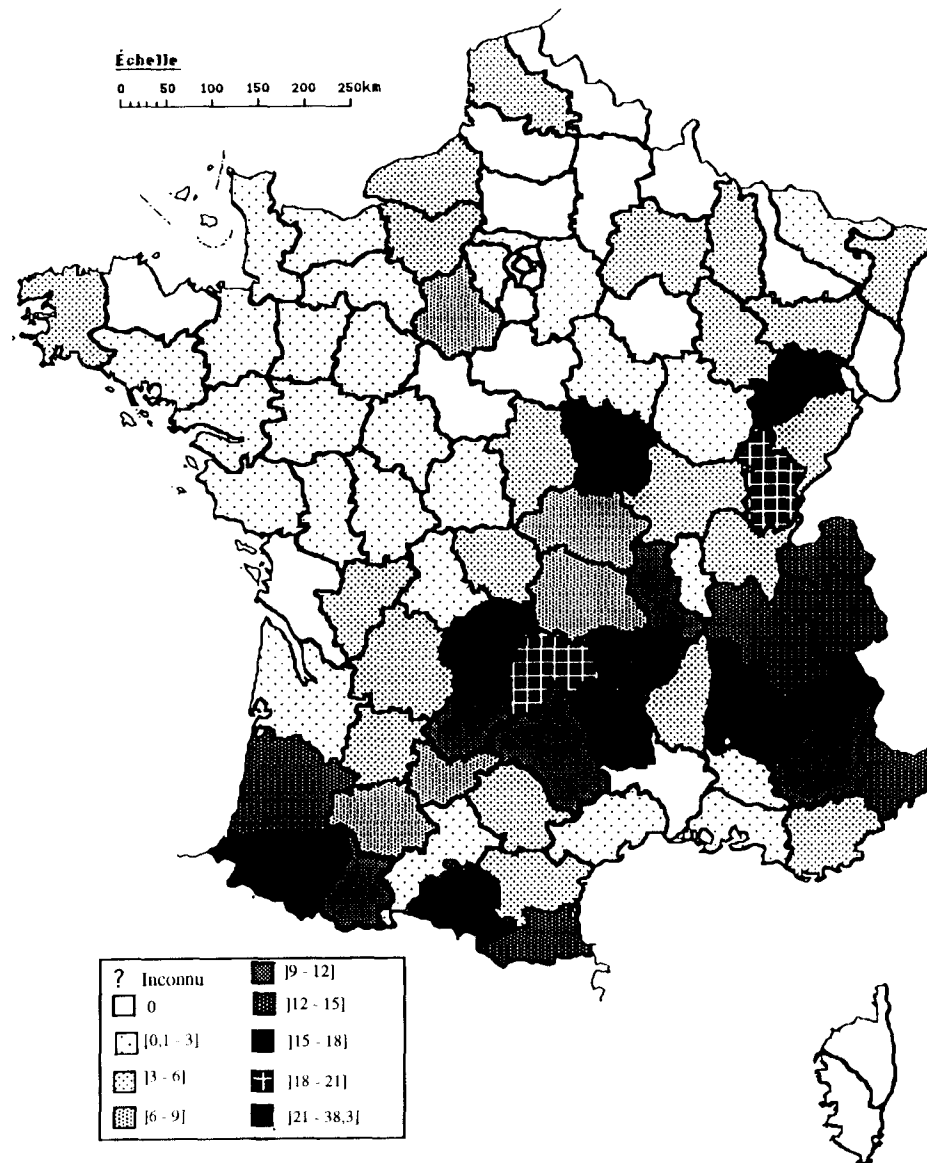 Échelle
0 50 100 150 200 250km
? Inconnu
0
[0,1 - 3]
]3 - 6]
]6 - 9]
]9 - 12]
]12 - 15]
]15 - 18]
]18 - 21]
]21 - 38,3]